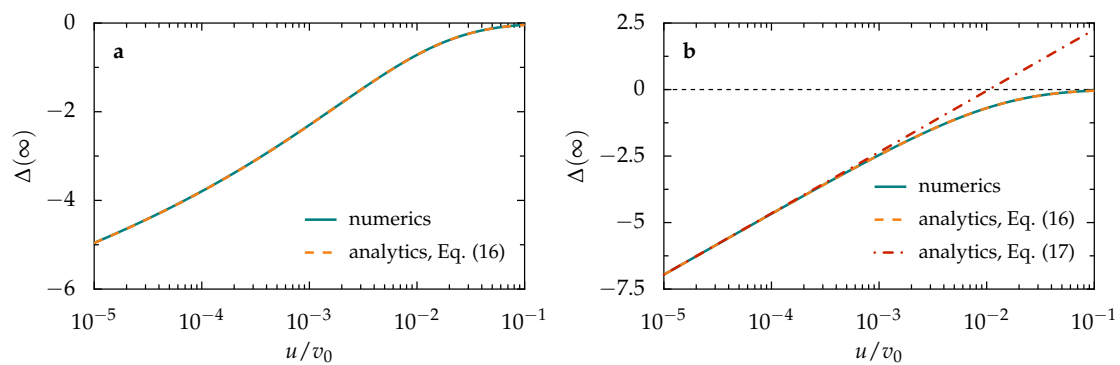 a
0
−2
−4
−6
Δ(∞)
numerics
analytics, Eq. (16)
10⁻⁵ 10⁻⁴ 10⁻³ 10⁻² 10⁻¹
u/v₀
b
2.5
0
−2.5
−5
−7.5
Δ(∞)
numerics
analytics, Eq. (16)
analytics, Eq. (17)
10⁻⁵ 10⁻⁴ 10⁻³ 10⁻² 10⁻¹
u/v₀